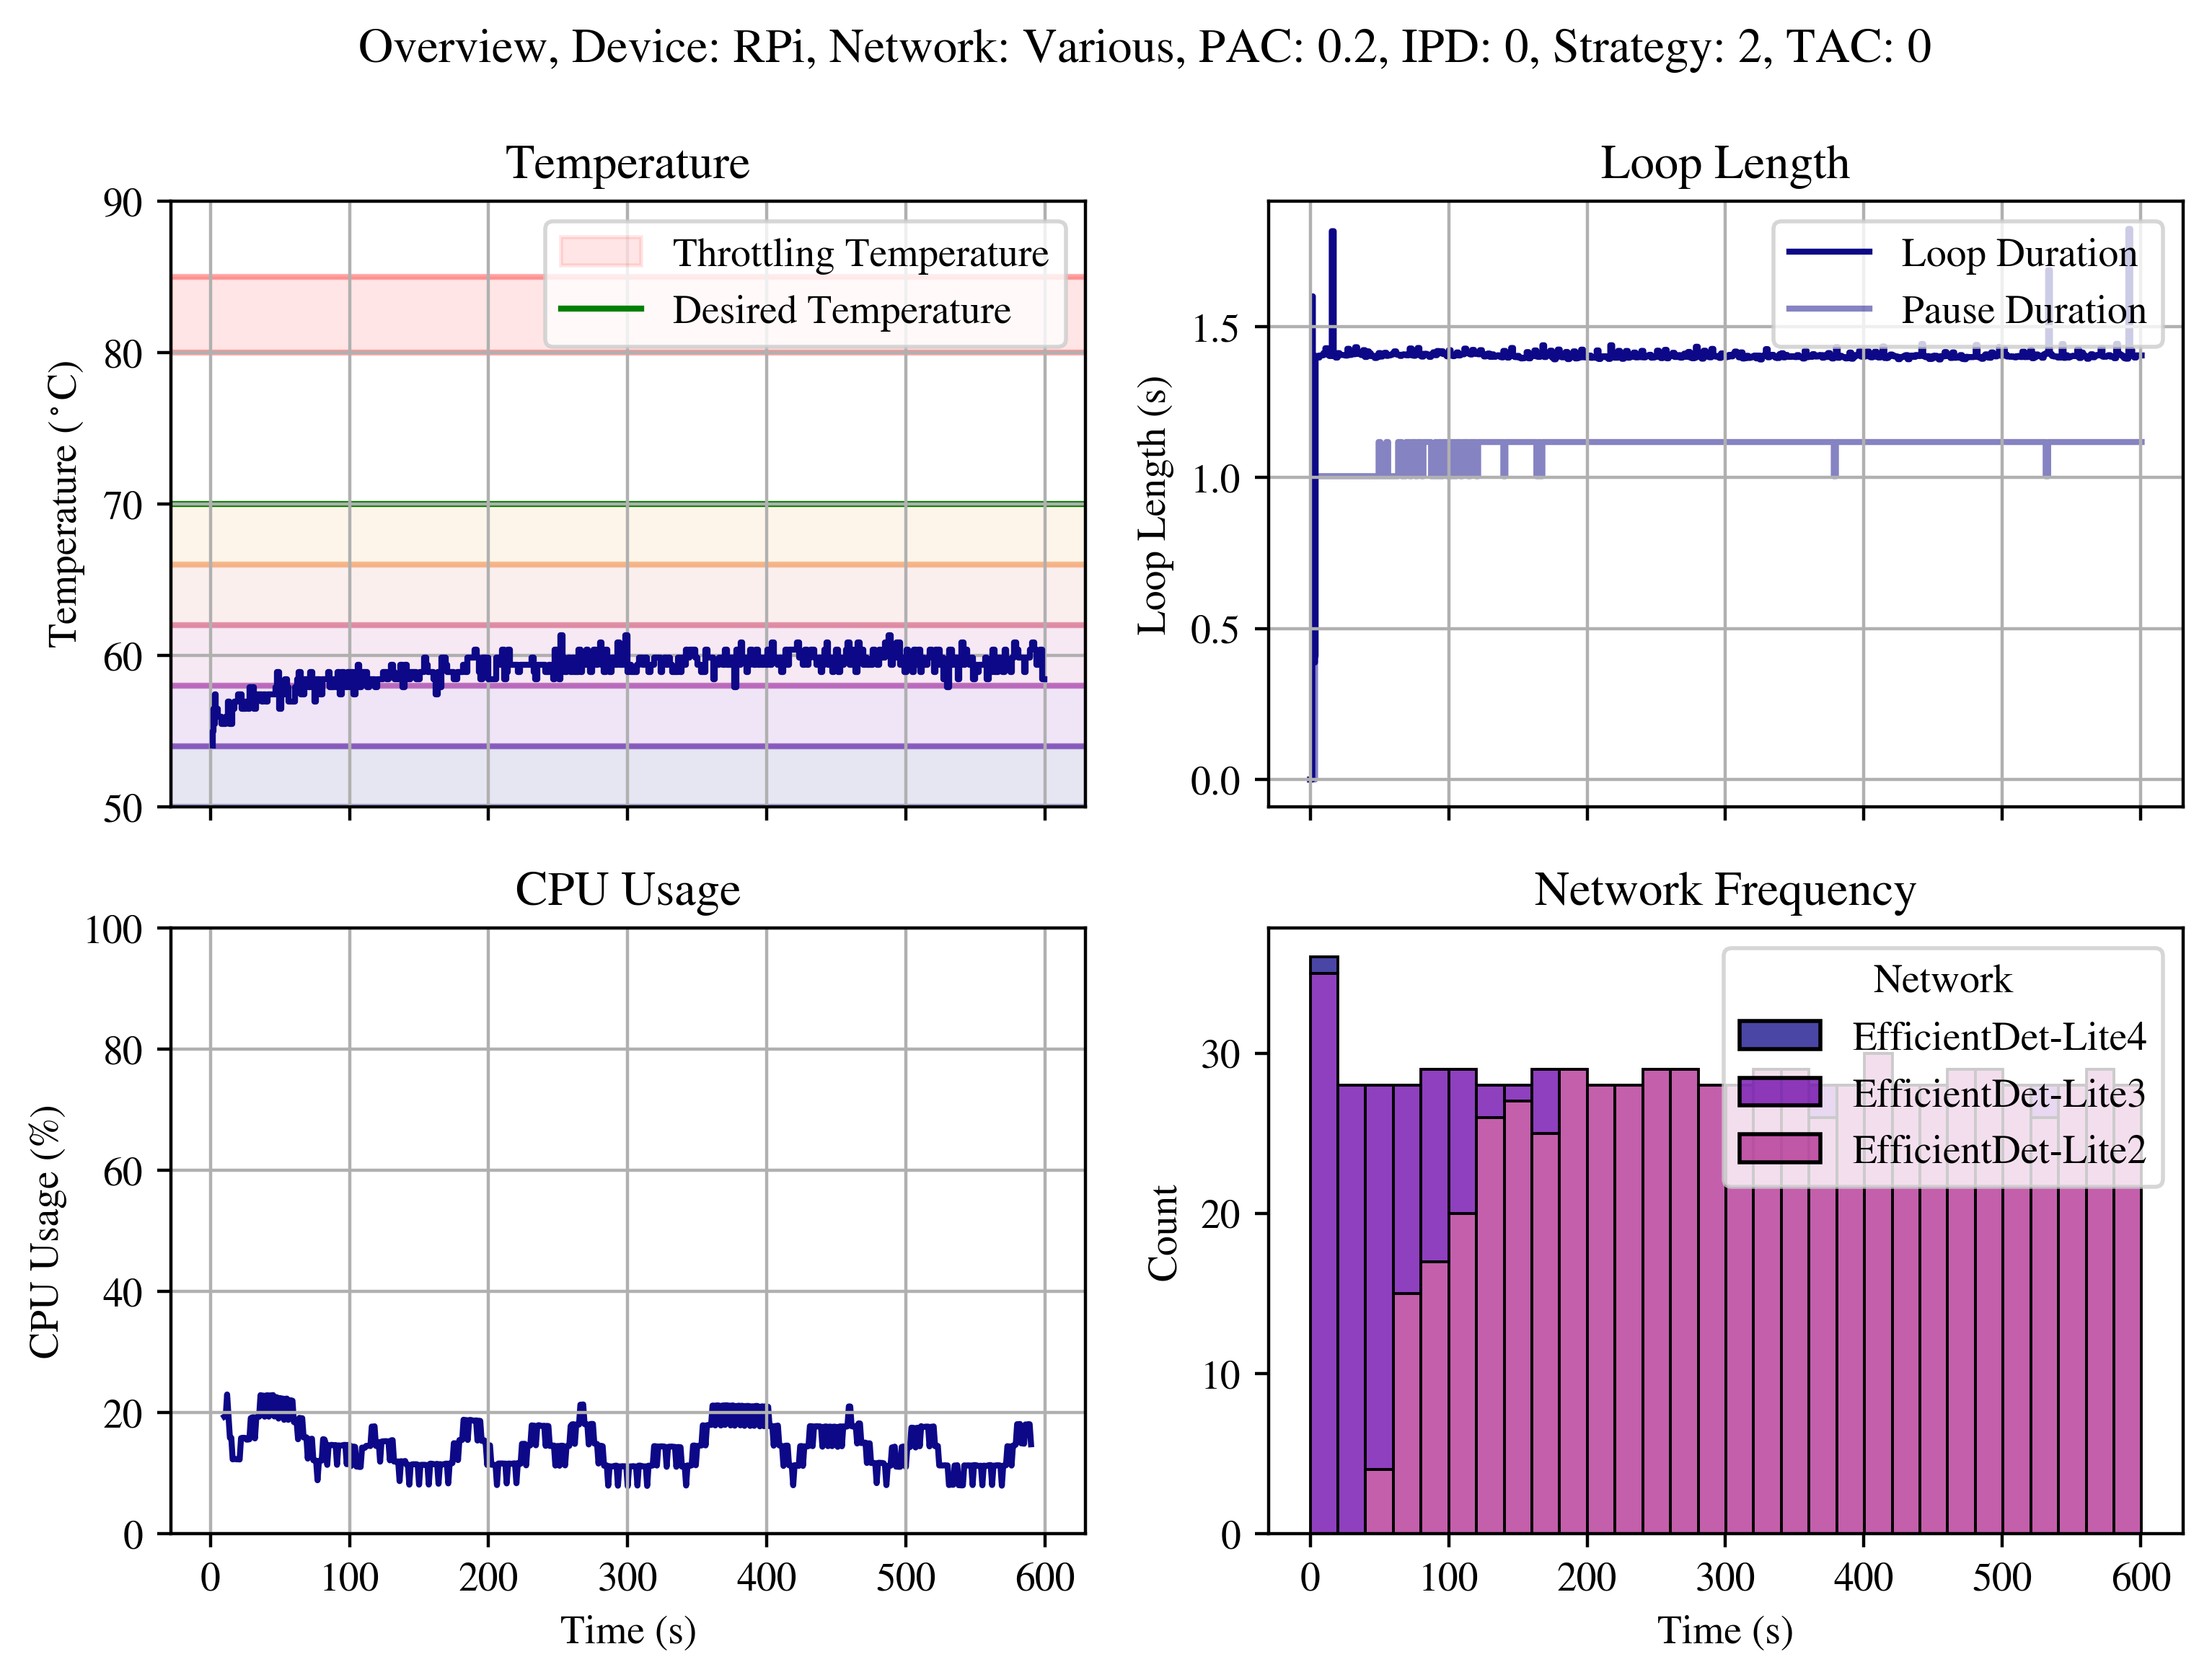 Overview, Device: RPi, Network: Various, PAC: 0.2, IPD: 0, Strategy: 2, TAC: 0
Temperature
90
80
70
60
50
Temperature (°C)
Throttling Temperature
Desired Temperature
Loop Length
1.5
1.0
0.5
0.0
Loop Length (s)
Loop Duration
Pause Duration
CPU Usage
100
80
60
40
20
0
CPU Usage (%)
0 100 200 300 400 500 600
Time (s)
Network Frequency
30
20
10
0
Count
Network
EfficientDet-Lite4
EfficientDet-Lite3
EfficientDet-Lite2
0 100 200 300 400 500 600
Time (s)